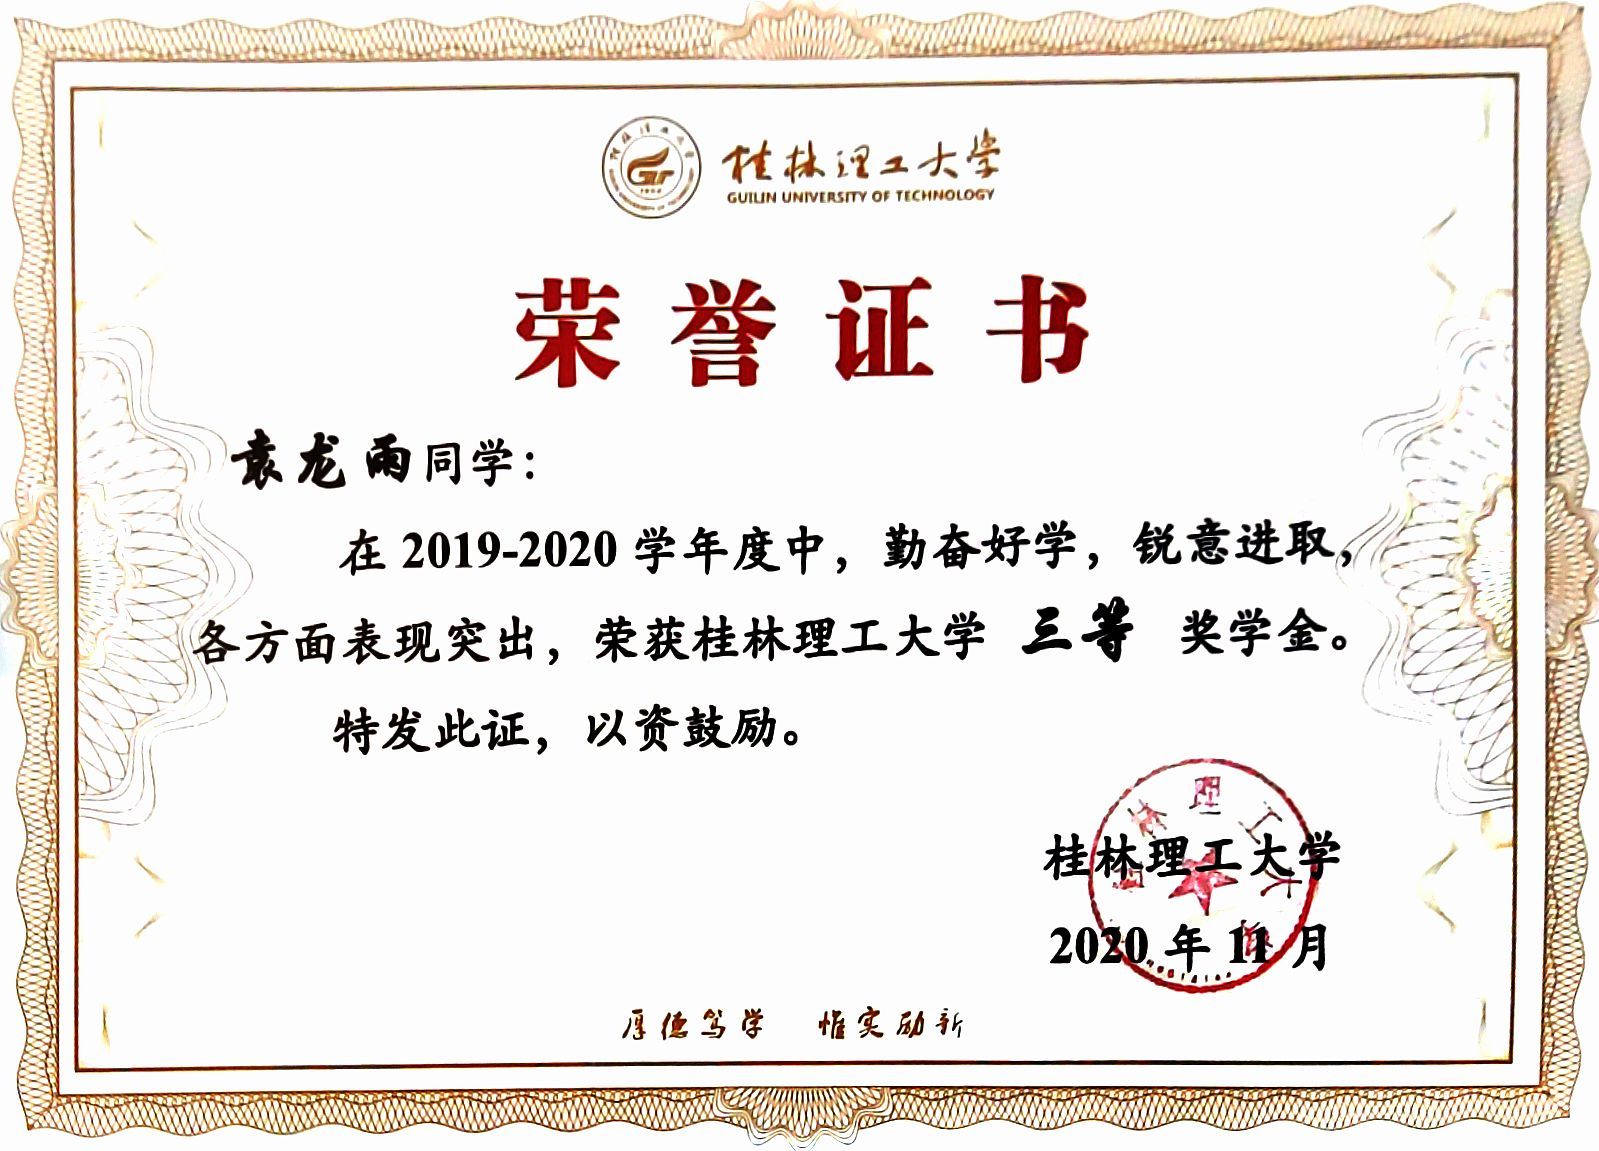 桂林理工大学
GUILIN UNIVERSITY OF TECHNOLOGY
荣誉证书
袁龙雨同学：
在 2019-2020 学年度中，勤奋好学，锐意进取，
各方面表现突出，荣获桂林理工大学 三等 奖学金。
特发此证，以资鼓励。
桂林理工大学
2020 年 11 月
厚德笃学 惟实励新